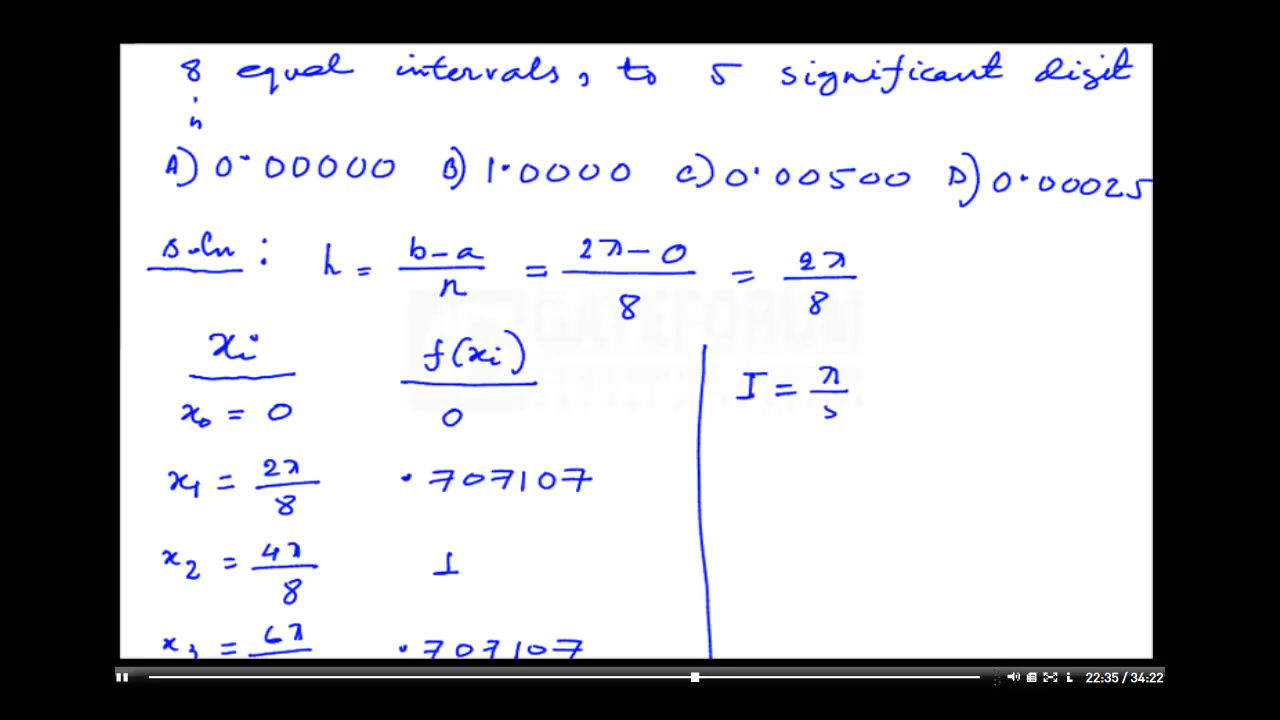 8 equal intervals, to 5 significant digit
n
A) 0.00000 B) 1.0000 C) 0.00500 D) 0.00025
soln : h = b-a/n = 2π-0/8 = 2π/8
xi f(xi)
I = π/
x0 = 0 0
x1 = 2π/8 .707107
x2 = 4π/8 1
x3 = 6π .707107
GATEFORUM
22:35 / 34:22